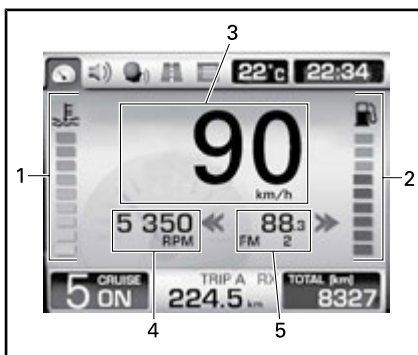 3
22°c 22:34
1
2
90
km/h
5 350 88.3
RPM FM 2
5 CRUISE ON
TRIP A RX
224.5 km
TOTAL [km]
8327
4 5